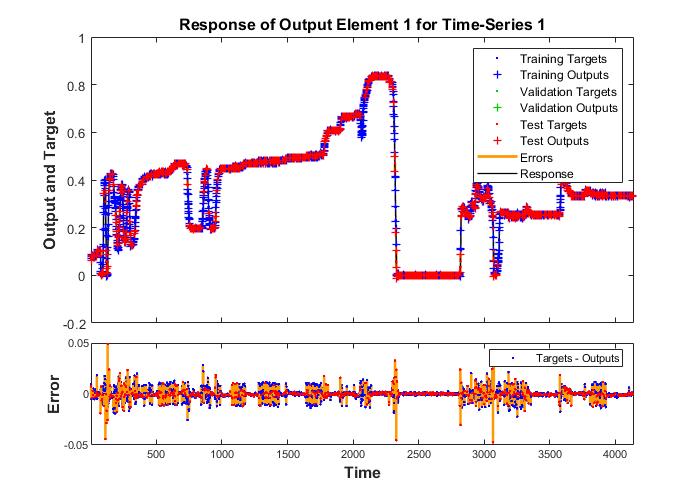 Response of Output Element 1 for Time-Series 1
Output and Target
1
0.8
0.6
0.4
0.2
0
-0.2
Training Targets
Training Outputs
Validation Targets
Validation Outputs
Test Targets
Test Outputs
Errors
Response
Error
0.05
0
-0.05
Targets - Outputs
500 1000 1500 2000 2500 3000 3500 4000
Time